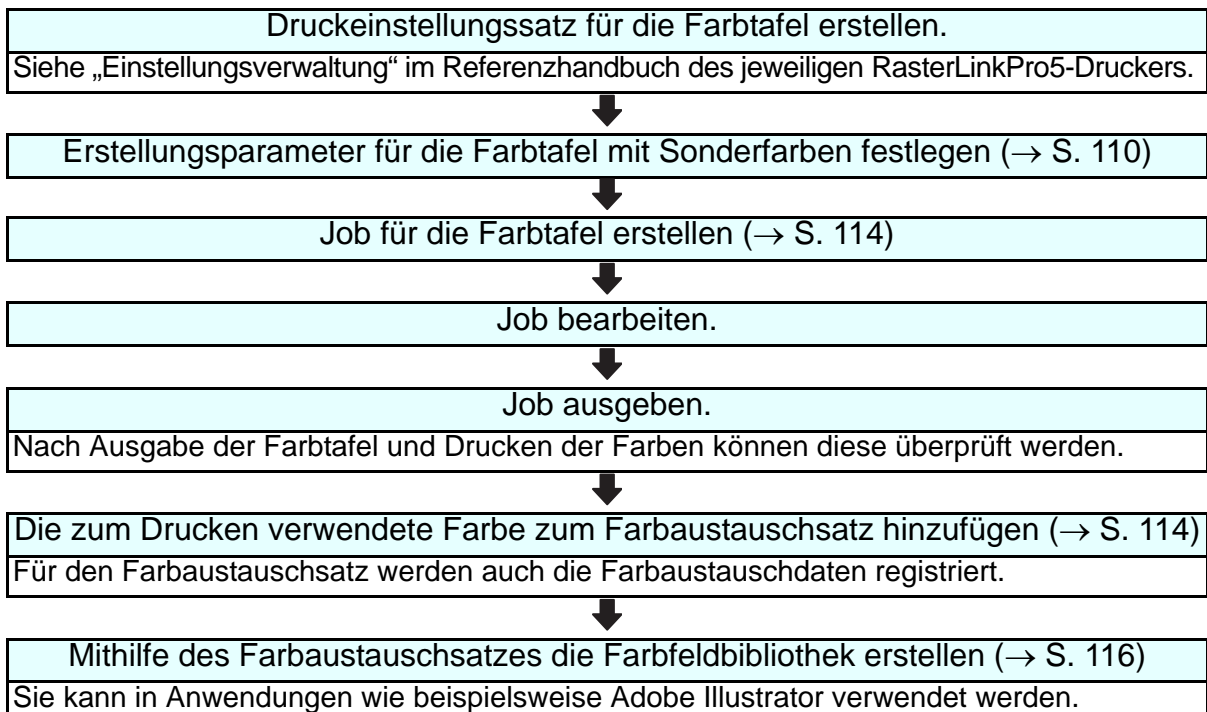 Druckeinstellungssatz für die Farbtafel erstellen.
Siehe „Einstellungsverwaltung“ im Referenzhandbuch des jeweiligen RasterLinkPro5-Druckers.
Erstellungsparameter für die Farbtafel mit Sonderfarben festlegen (→ S. 110)
Job für die Farbtafel erstellen (→ S. 114)
Job bearbeiten.
Job ausgeben.
Nach Ausgabe der Farbtafel und Drucken der Farben können diese überprüft werden.
Die zum Drucken verwendete Farbe zum Farbaustauschsatz hinzufügen (→ S. 114)
Für den Farbaustauschsatz werden auch die Farbaustauschdaten registriert.
Mithilfe des Farbaustauschsatzes die Farbfeldbibliothek erstellen (→ S. 116)
Sie kann in Anwendungen wie beispielsweise Adobe Illustrator verwendet werden.